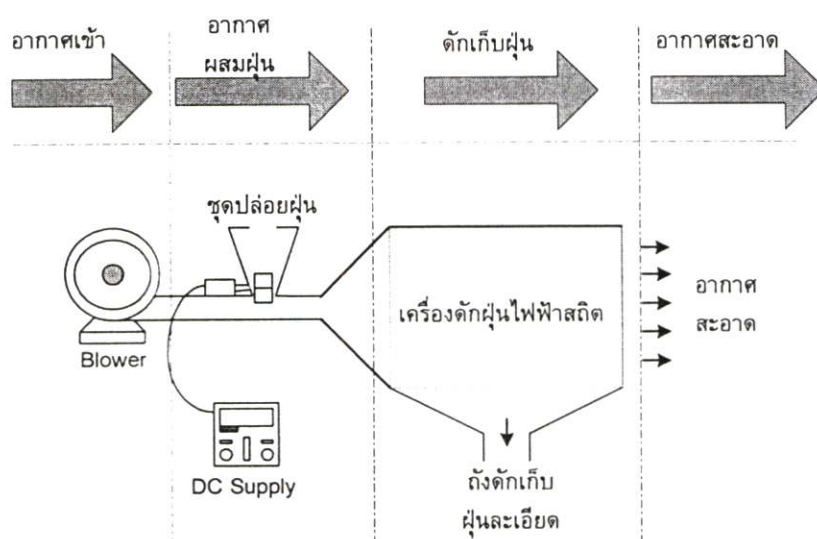 อากาศเข้า
อากาศ
ผสมฝุ่น
ดักเก็บฝุ่น
อากาศสะอาด
ชุดปล่อยฝุ่น
เครื่องดักฝุ่นไฟฟ้าสถิต
อากาศ
สะอาด
Blower
DC Supply
ถังดักเก็บ
ฝุ่นละเอียด